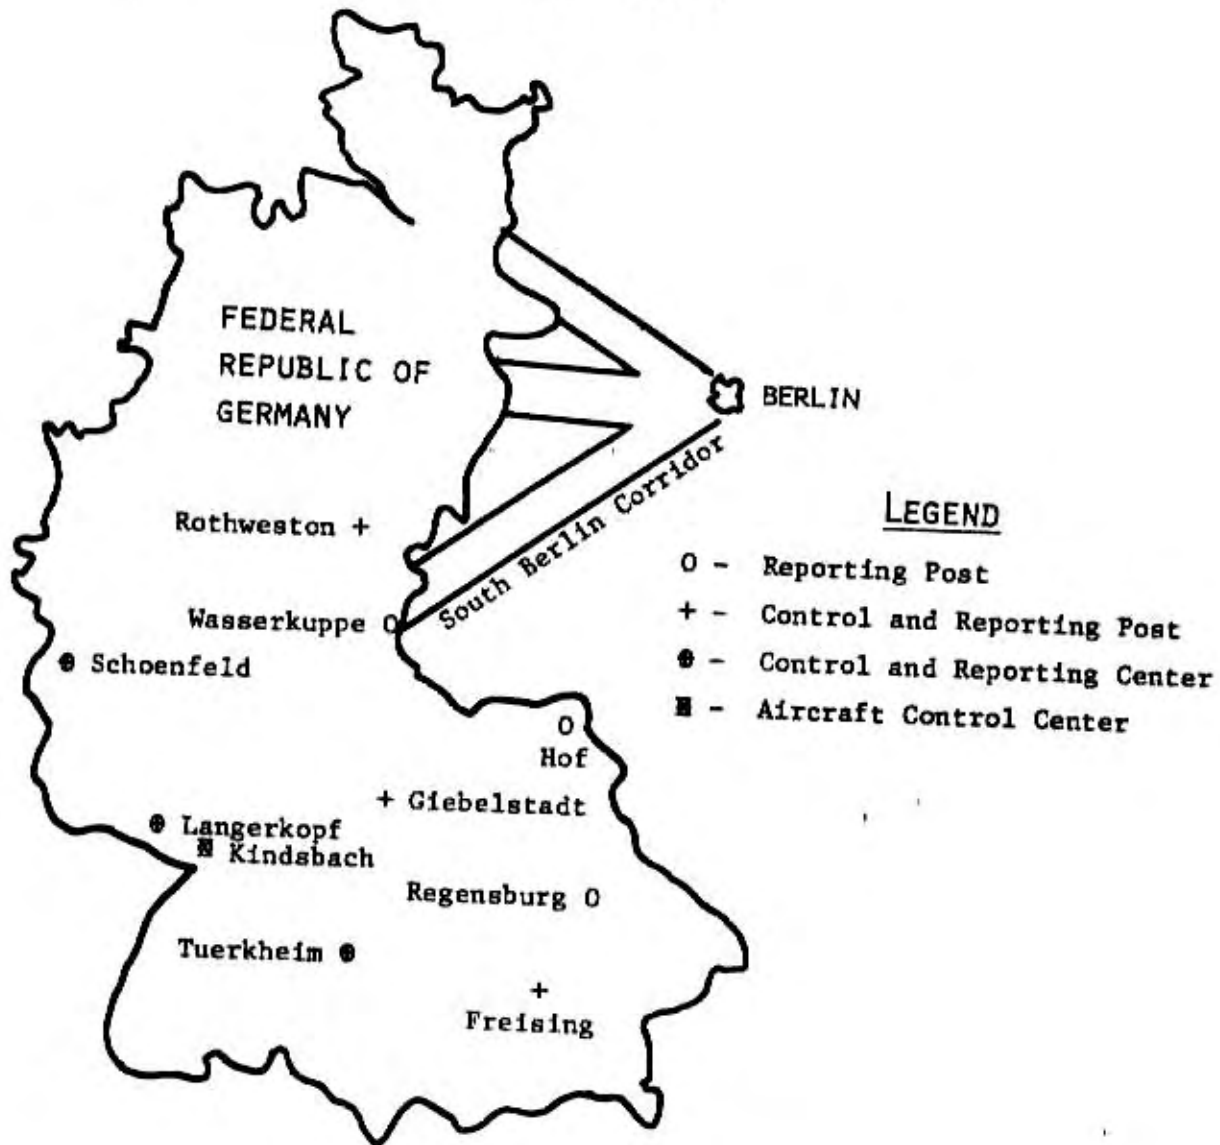 FEDERAL
REPUBLIC OF
GERMANY
BERLIN
South Berlin Corridor
Rothweston +
Wasserkuppe O
Schoenfeld
Hof
+ Giebelstadt
Langerkopf
Kindsbach
Regensburg O
Tuerkheim
+
Freising
LEGEND
O - Reporting Post
+ - Control and Reporting Post
⊕ - Control and Reporting Center
⊠ - Aircraft Control Center